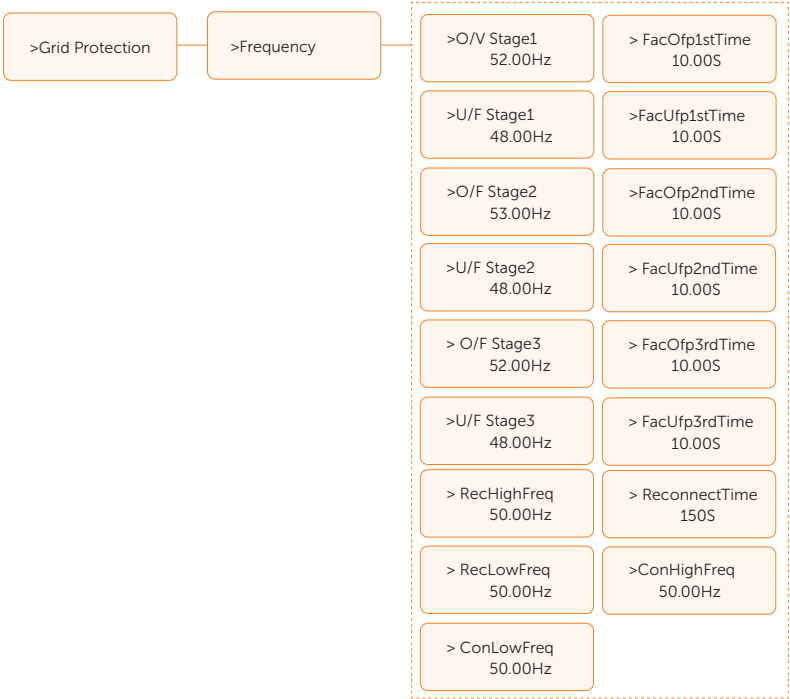 >Grid Protection
>Frequency
>O/V Stage1
52.00Hz
> FacOfp1stTime
10.00S
>U/F Stage1
48.00Hz
>FacUfp1stTime
10.00S
>O/F Stage2
53.00Hz
>FacOfp2ndTime
10.00S
>U/F Stage2
48.00Hz
> FacUfp2ndTime
10.00S
> O/F Stage3
52.00Hz
> FacOfp3rdTime
10.00S
>U/F Stage3
48.00Hz
> FacUfp3rdTime
10.00S
> RecHighFreq
50.00Hz
> ReconnectTime
150S
> RecLowFreq
50.00Hz
>ConHighFreq
50.00Hz
> ConLowFreq
50.00Hz